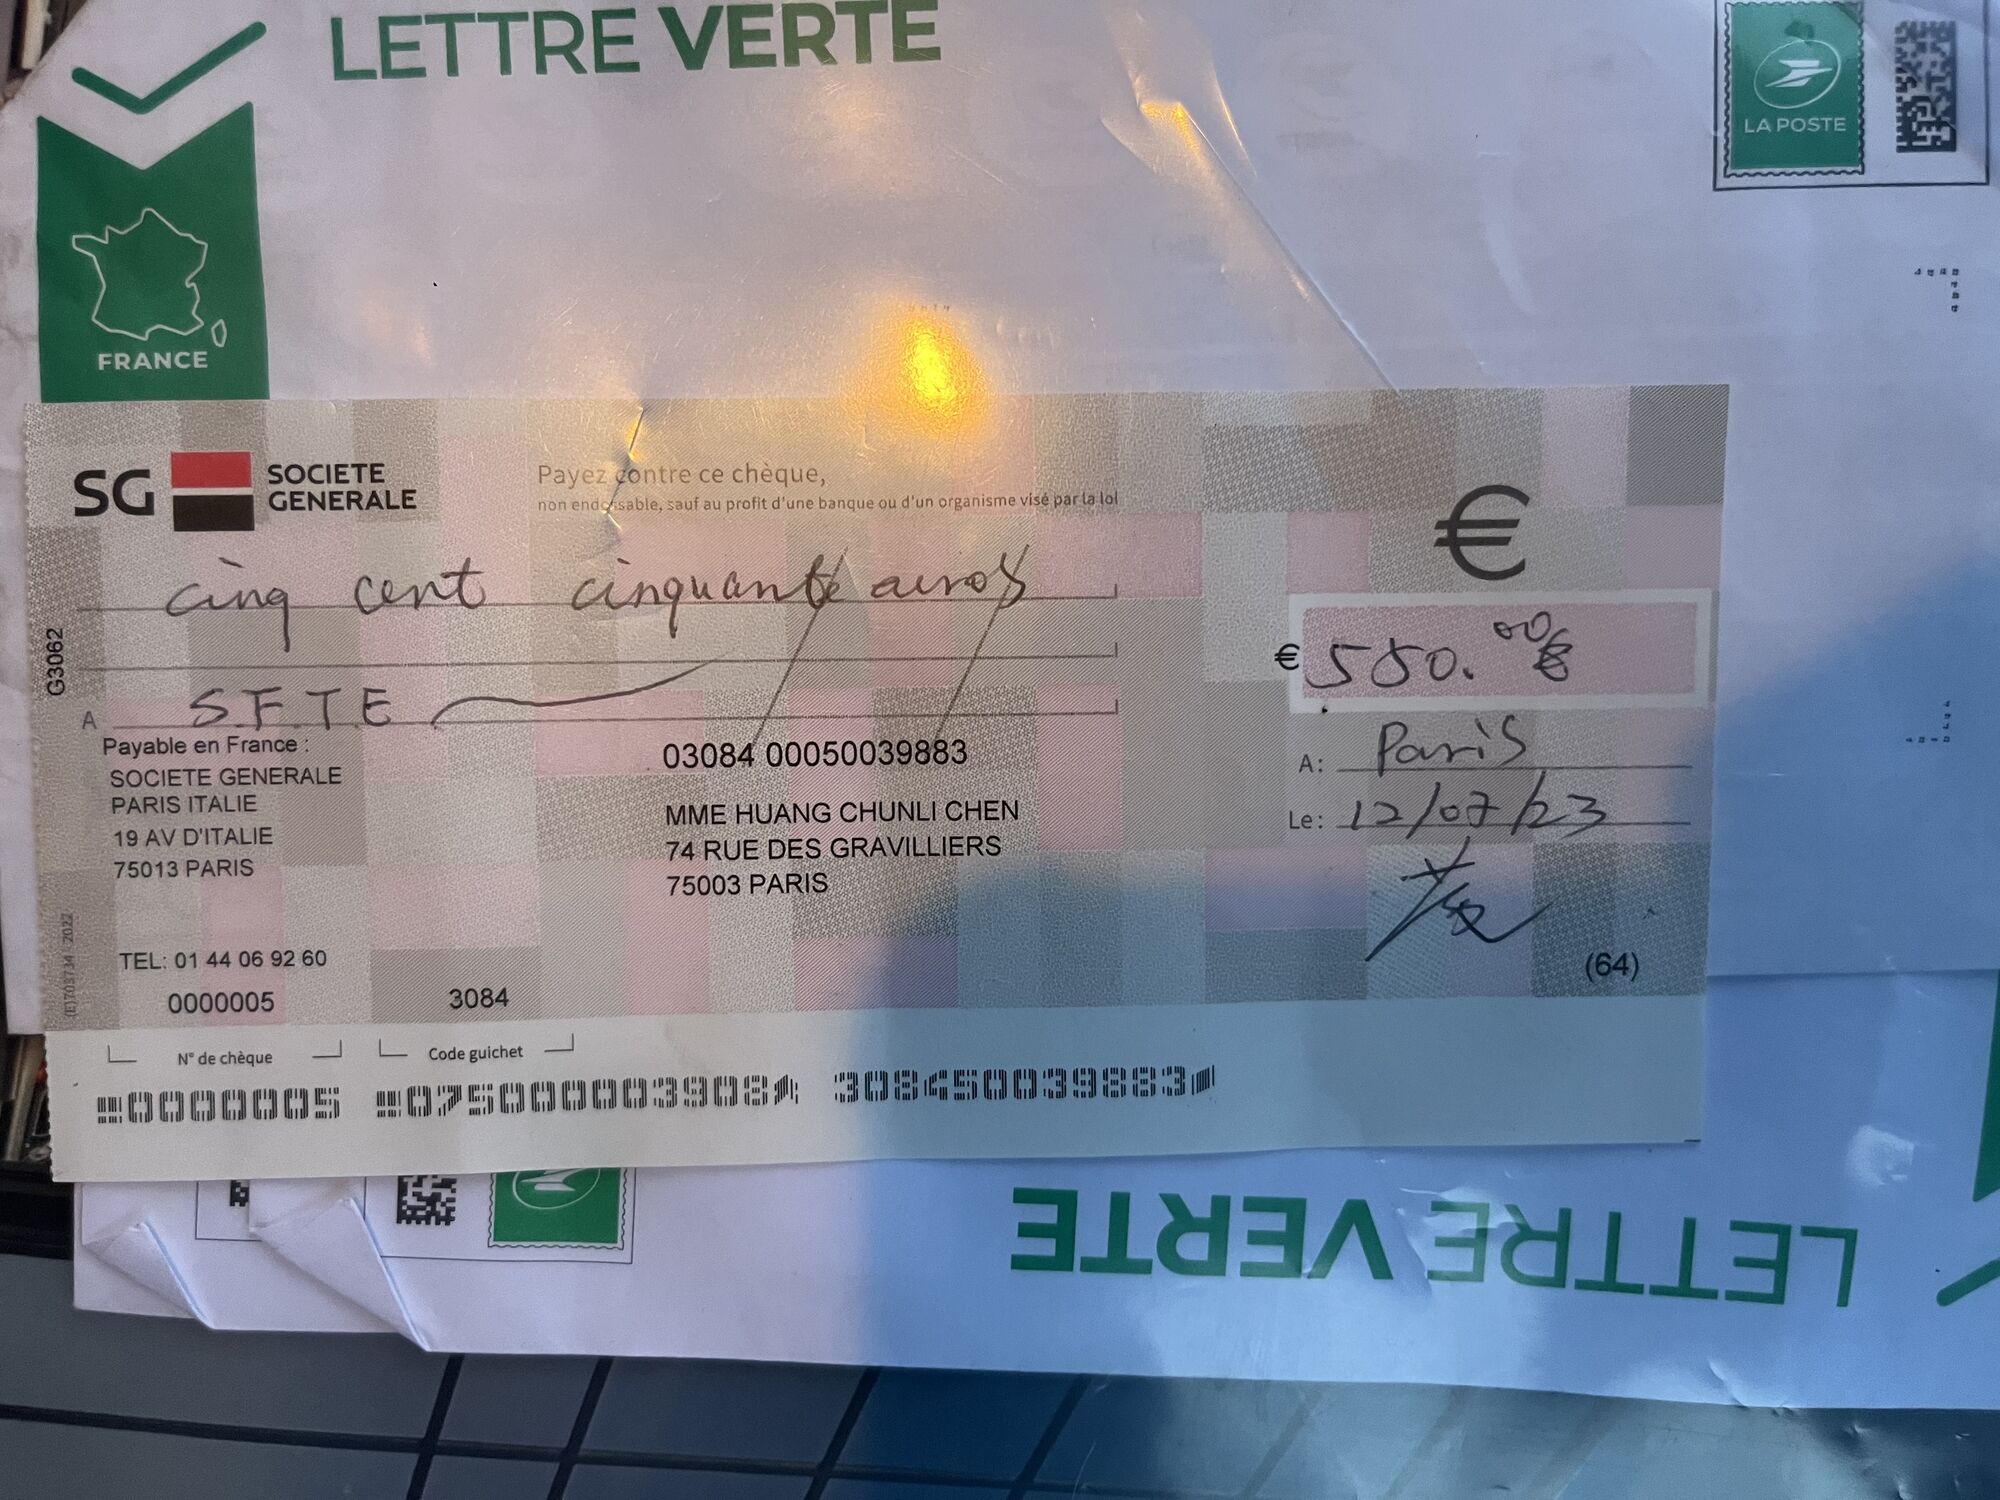 LETTRE VERTE
LA POSTE
FRANCE
SG SOCIETE GENERALE
Payez contre ce chèque,
non endossable, sauf au profit d'une banque ou d'un organisme visé par la loi
€
cinq cent cinquante euros
€ 550.00€
G3062
A S.F.T.E
Payable en France :
SOCIETE GENERALE
PARIS ITALIE
19 AV D'ITALIE
75013 PARIS
03084 00050039883
MME HUANG CHUNLI CHEN
74 RUE DES GRAVILLIERS
75003 PARIS
A: Paris
Le: 12/07/23
(64)
TEL: 01 44 06 92 60
0000005 3084
N° de chèque Code guichet
0000005 075000003908 308450039883
LETTRE VERTE